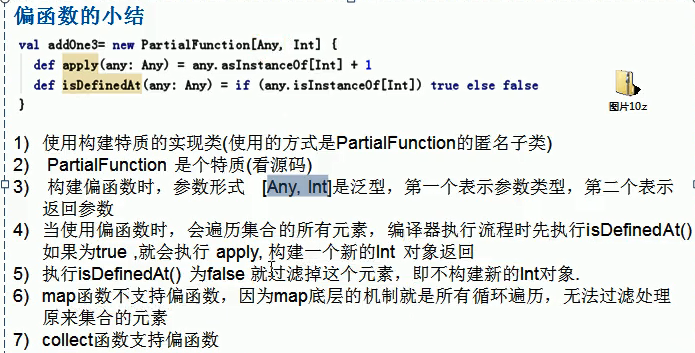 偏函数的小结
val addOne3= new PartialFunction[Any, Int] {
def apply(any: Any) = any.asInstanceOf[Int] + 1
def isDefinedAt(any: Any) = if (any.isInstanceOf[Int]) true else false
}
图片10.z
1) 使用构建特质的实现类(使用的方式是PartialFunction的匿名子类)
2) PartialFunction 是个特质(看源码)
3) 构建偏函数时，参数形式 [Any, Int]是泛型，第一个表示参数类型，第二个表示
返回参数
4) 当使用偏函数时，会遍历集合的所有元素，编译器执行流程时先执行isDefinedAt()
如果为true ,就会执行 apply, 构建一个新的Int 对象返回
5) 执行isDefinedAt() 为false 就过滤掉这个元素，即不构建新的Int对象.
6) map函数不支持偏函数，因为map底层的机制就是所有循环遍历，无法过滤处理
原来集合的元素
7) collect函数支持偏函数